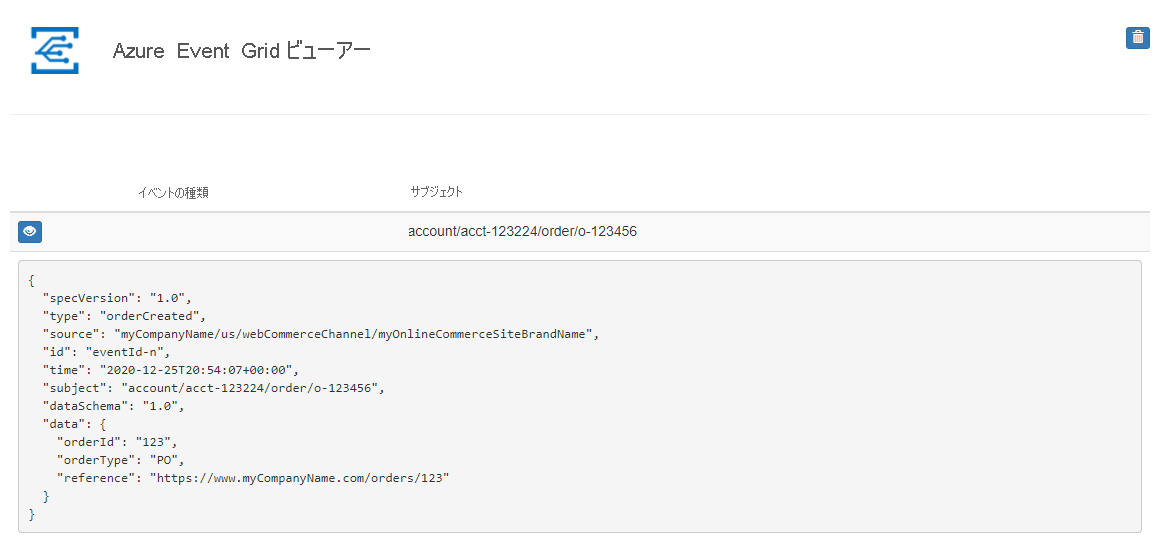 Azure Event Grid ビューアー
イベントの種類 サブジェクト
account/acct-123224/order/o-123456
{
  "specVersion": "1.0",
  "type": "orderCreated",
  "source": "myCompanyName/us/webCommerceChannel/myOnlineCommerceSiteBrandName",
  "id": "eventId-n",
  "time": "2020-12-25T20:54:07+00:00",
  "subject": "account/acct-123224/order/o-123456",
  "dataSchema": "1.0",
  "data": {
    "orderId": "123",
    "orderType": "PO",
    "reference": "https://www.myCompanyName.com/orders/123"
  }
}